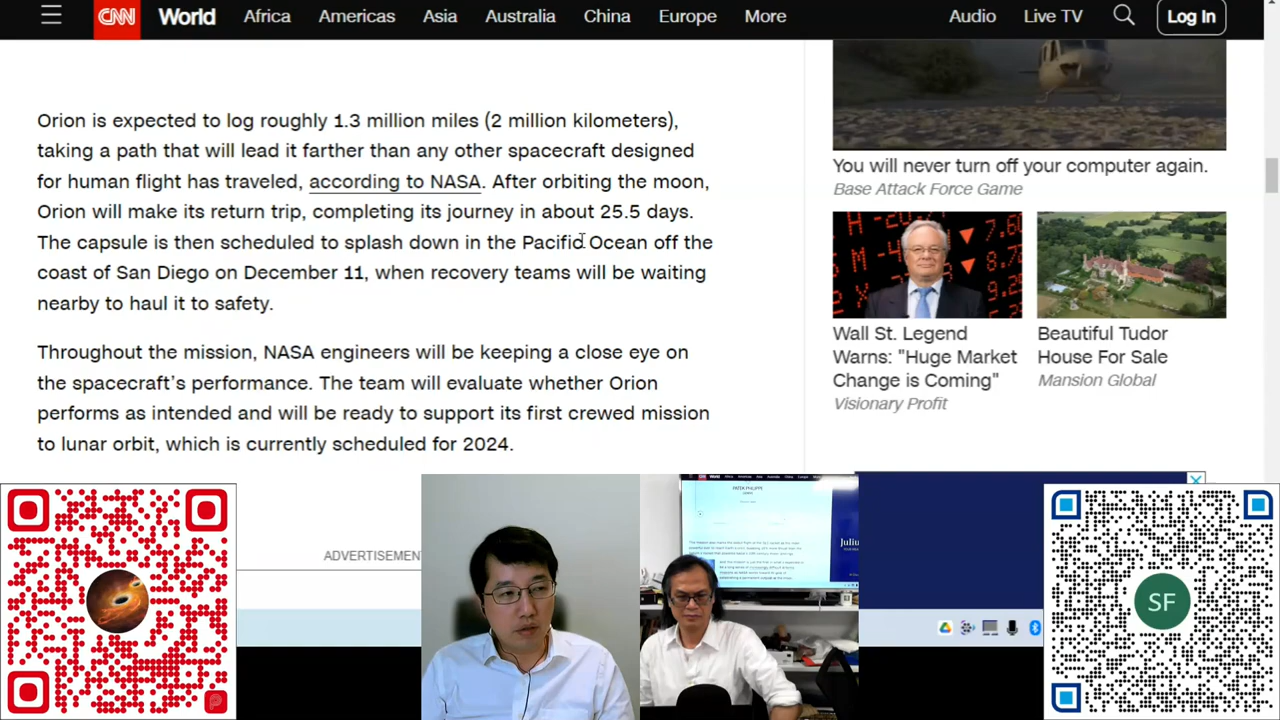 CNN World Africa Americas Asia Australia China Europe More Audio Live TV Log In
Orion is expected to log roughly 1.3 million miles (2 million kilometers),
taking a path that will lead it farther than any other spacecraft designed
for human flight has traveled, according to NASA. After orbiting the moon,
Orion will make its return trip, completing its journey in about 25.5 days.
The capsule is then scheduled to splash down in the Pacific Ocean off the
coast of San Diego on December 11, when recovery teams will be waiting
nearby to haul it to safety.
Throughout the mission, NASA engineers will be keeping a close eye on
the spacecraft's performance. The team will evaluate whether Orion
performs as intended and will be ready to support its first crewed mission
to lunar orbit, which is currently scheduled for 2024.
ADVERTISEMEN
You will never turn off your computer again.
Base Attack Force Game
Wall St. Legend
Warns: "Huge Market
Change is Coming"
Visionary Profit
Beautiful Tudor
House For Sale
Mansion Global
PATEK PHILIPPE
Juliu
SF